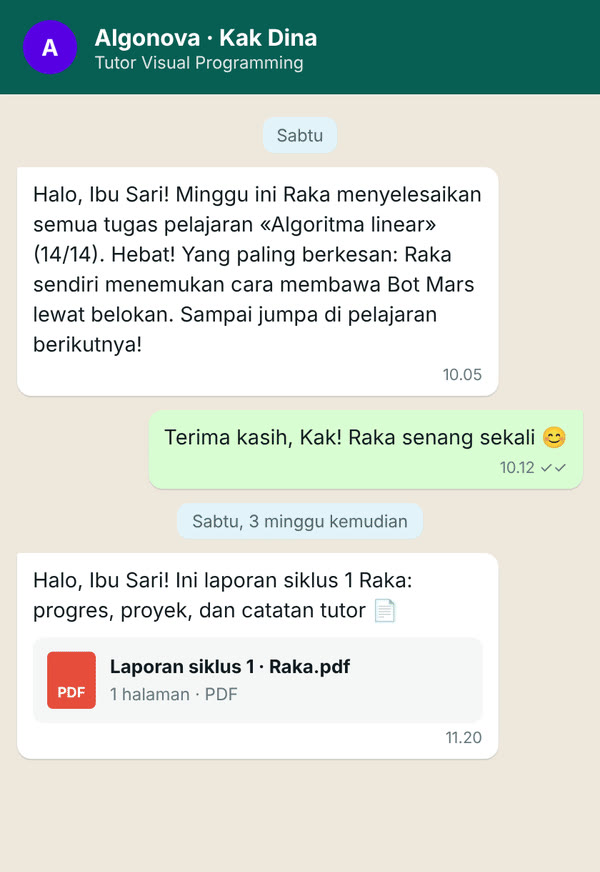 A
Algonova · Kak Dina
Tutor Visual Programming
Sabtu
Halo, Ibu Sari! Minggu ini Raka menyelesaikan
semua tugas pelajaran «Algoritma linear»
(14/14). Hebat! Yang paling berkesan: Raka
sendiri menemukan cara membawa Bot Mars
lewat belokan. Sampai jumpa di pelajaran
berikutnya!
10.05
Terima kasih, Kak! Raka senang sekali 😊
10.12 ✓✓
Sabtu, 3 minggu kemudian
Halo, Ibu Sari! Ini laporan siklus 1 Raka:
progres, proyek, dan catatan tutor 📄
PDF
Laporan siklus 1 · Raka.pdf
1 halaman · PDF
11.20